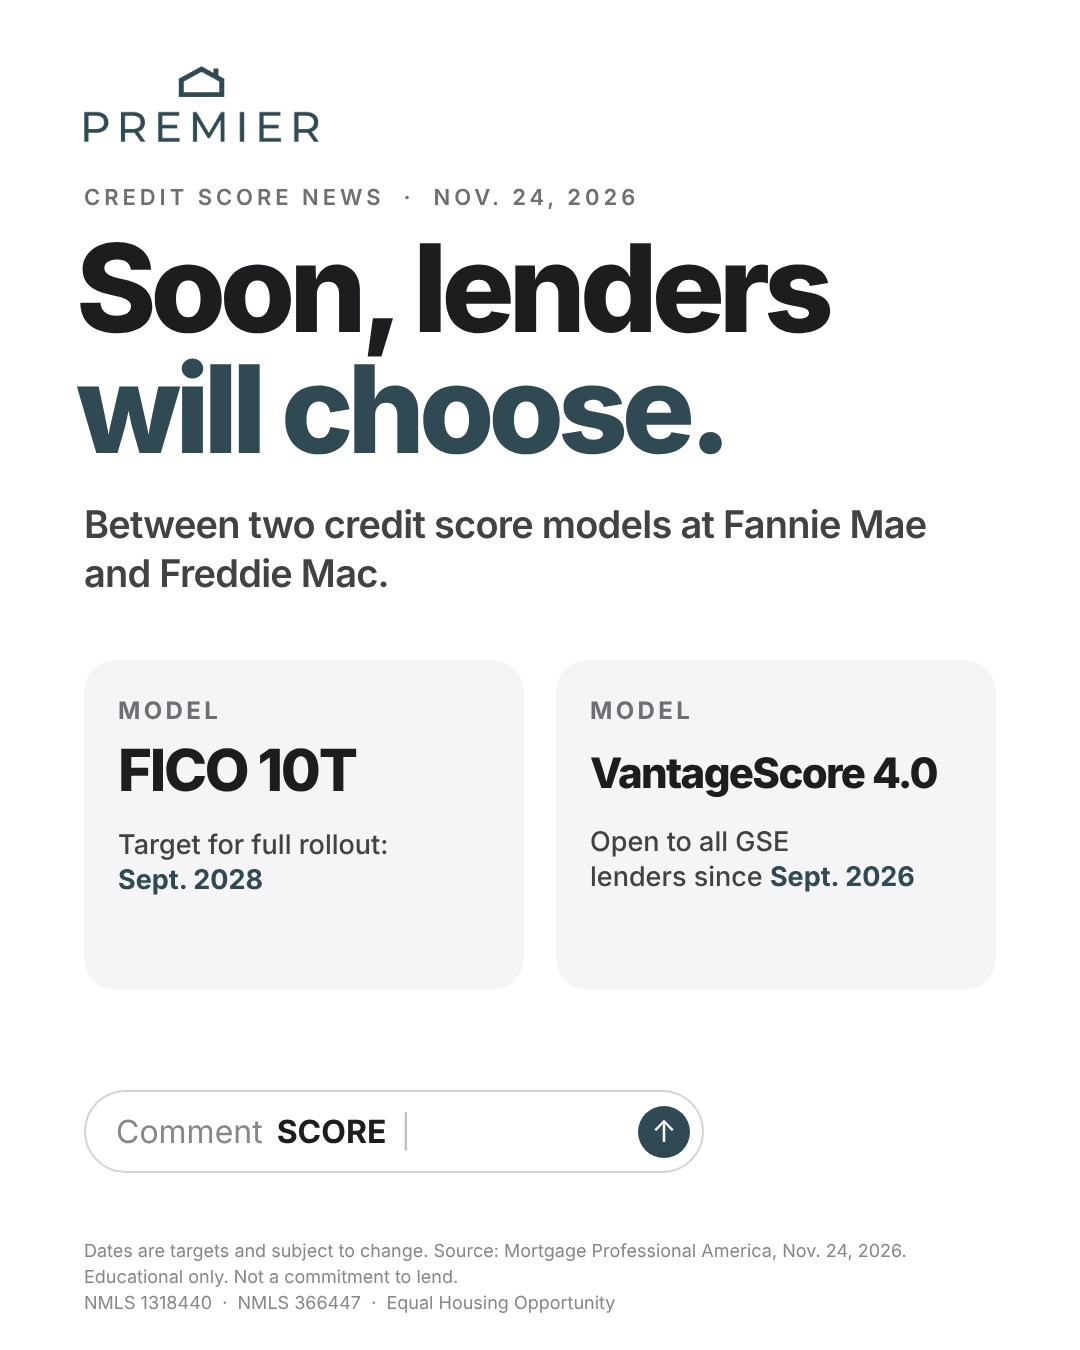 PREMIER
CREDIT SCORE NEWS · NOV. 24, 2026
Soon, lenders
will choose.
Between two credit score models at Fannie Mae
and Freddie Mac.
MODEL
FICO 10T
Target for full rollout:
Sept. 2028
MODEL
VantageScore 4.0
Open to all GSE
lenders since Sept. 2026
Comment SCORE
Dates are targets and subject to change. Source: Mortgage Professional America, Nov. 24, 2026.
Educational only. Not a commitment to lend.
NMLS 1318440 · NMLS 366447 · Equal Housing Opportunity